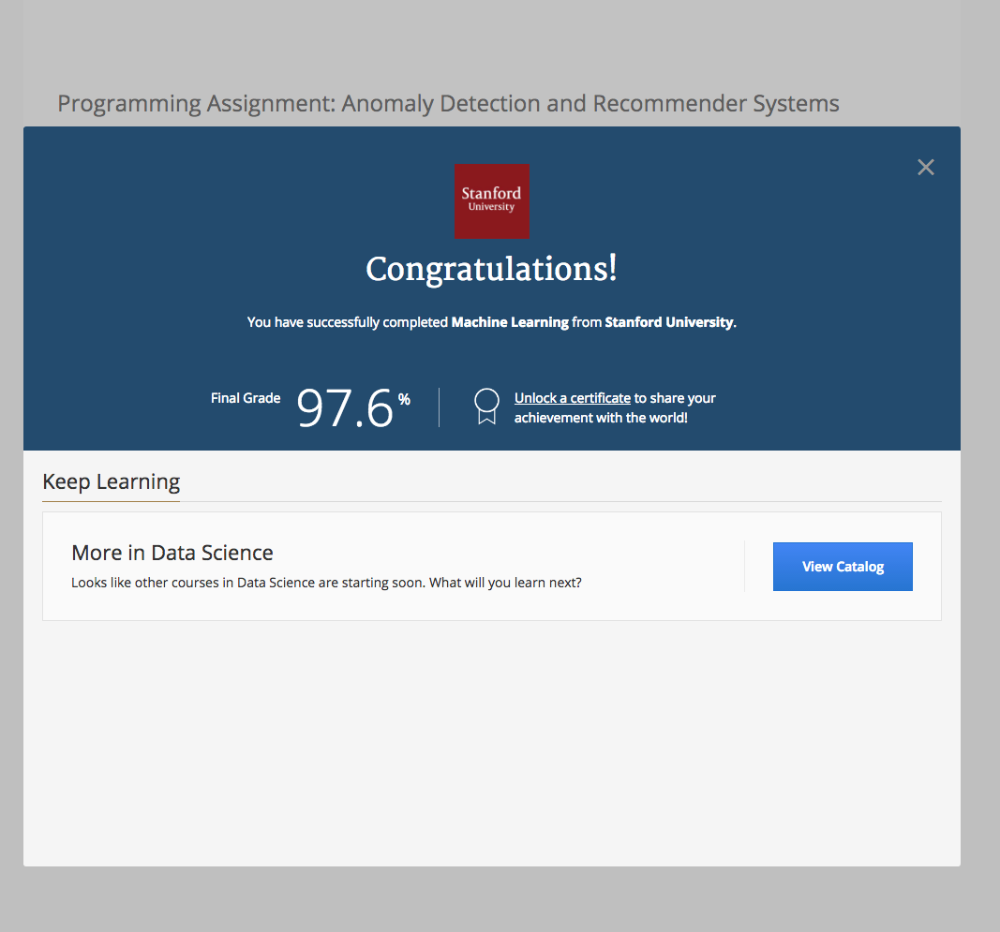 Programming Assignment: Anomaly Detection and Recommender Systems
Stanford
University
Congratulations!
You have successfully completed Machine Learning from Stanford University.
Final Grade 97.6 %
Unlock a certificate to share your
achievement with the world!
Keep Learning
More in Data Science
Looks like other courses in Data Science are starting soon. What will you learn next?
View Catalog